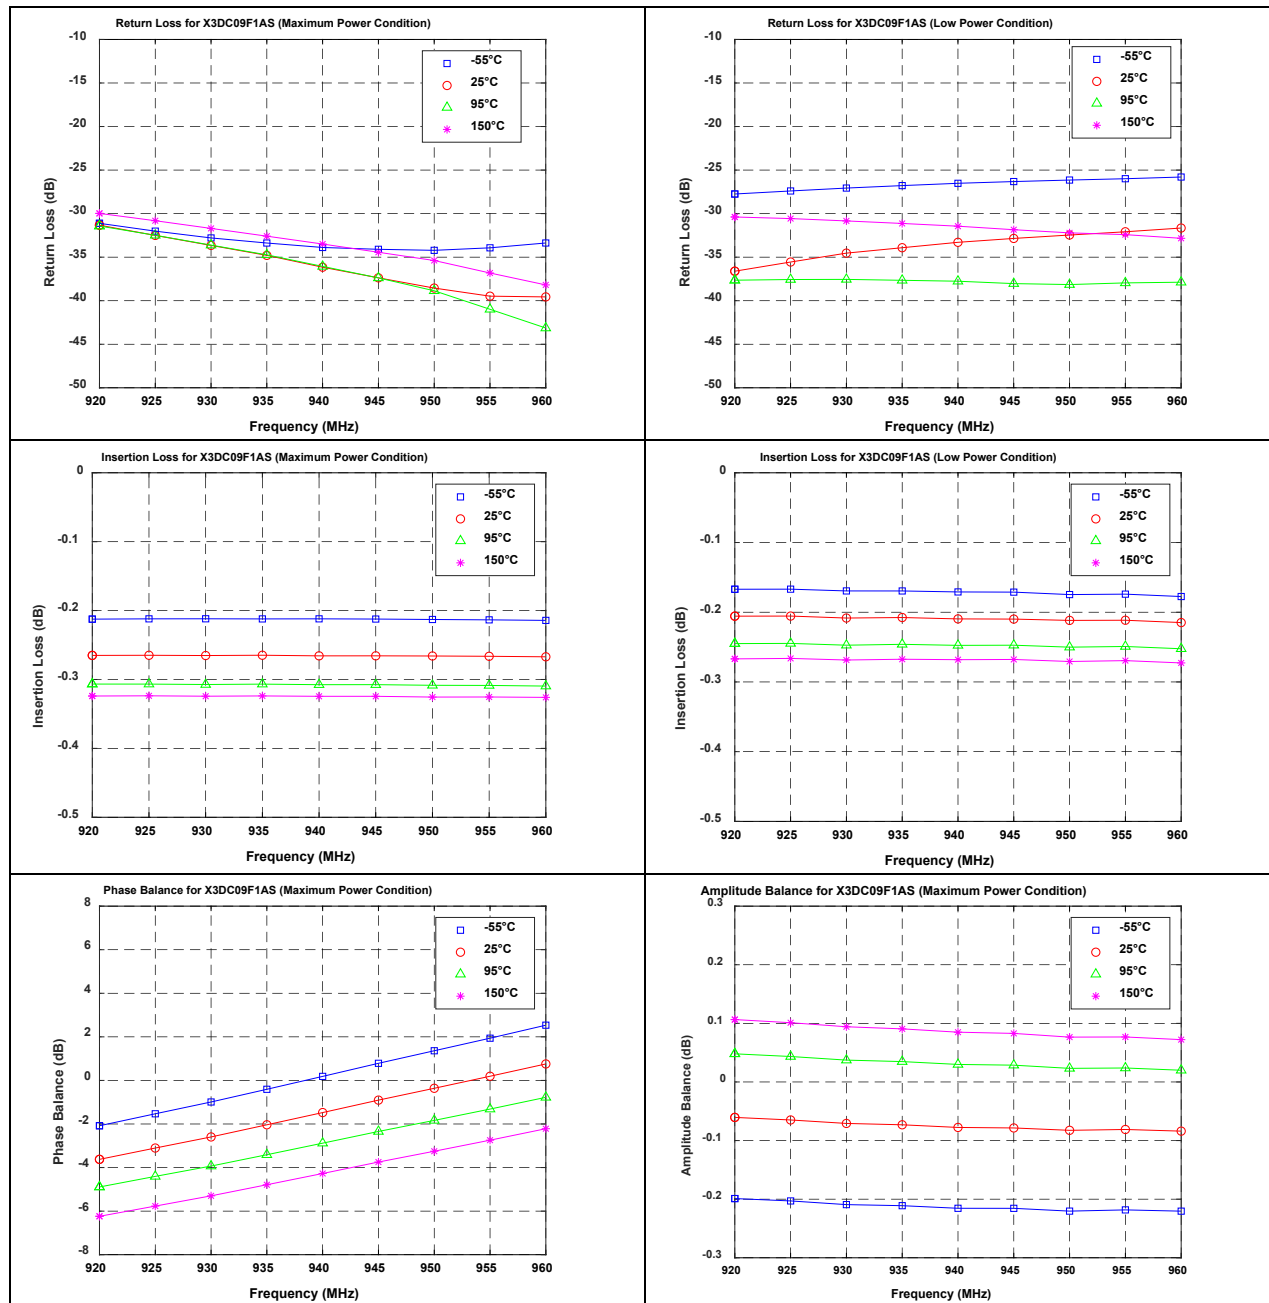 Return Loss for X3DC09F1AS (Maximum Power Condition)
-10
-15
-20
-25
-30
-35
-40
-45
-50
Return Loss (dB)
-55°C
25°C
95°C
150°C
920 925 930 935 940 945 950 955 960
Frequency (MHz)
Return Loss for X3DC09F1AS (Low Power Condition)
-10
-15
-20
-25
-30
-35
-40
-45
-50
Return Loss (dB)
-55°C
25°C
95°C
150°C
920 925 930 935 940 945 950 955 960
Frequency (MHz)
Insertion Loss for X3DC09F1AS (Maximum Power Condition)
0
-0.1
-0.2
-0.3
-0.4
-0.5
Insertion Loss (dB)
-55°C
25°C
95°C
150°C
920 925 930 935 940 945 950 955 960
Frequency (MHz)
Insertion Loss for X3DC09F1AS (Low Power Condition)
0
-0.1
-0.2
-0.3
-0.4
-0.5
Insertion Loss (dB)
-55°C
25°C
95°C
150°C
920 925 930 935 940 945 950 955 960
Frequency (MHz)
Phase Balance for X3DC09F1AS (Maximum Power Condition)
8
6
4
2
0
-2
-4
-6
-8
Phase Balance (dB)
-55°C
25°C
95°C
150°C
920 925 930 935 940 945 950 955 960
Frequency (MHz)
Amplitude Balance for X3DC09F1AS (Maximum Power Condition)
0.3
0.2
0.1
0
-0.1
-0.2
-0.3
Amplitude Balance (dB)
-55°C
25°C
95°C
150°C
920 925 930 935 940 945 950 955 960
Frequency (MHz)